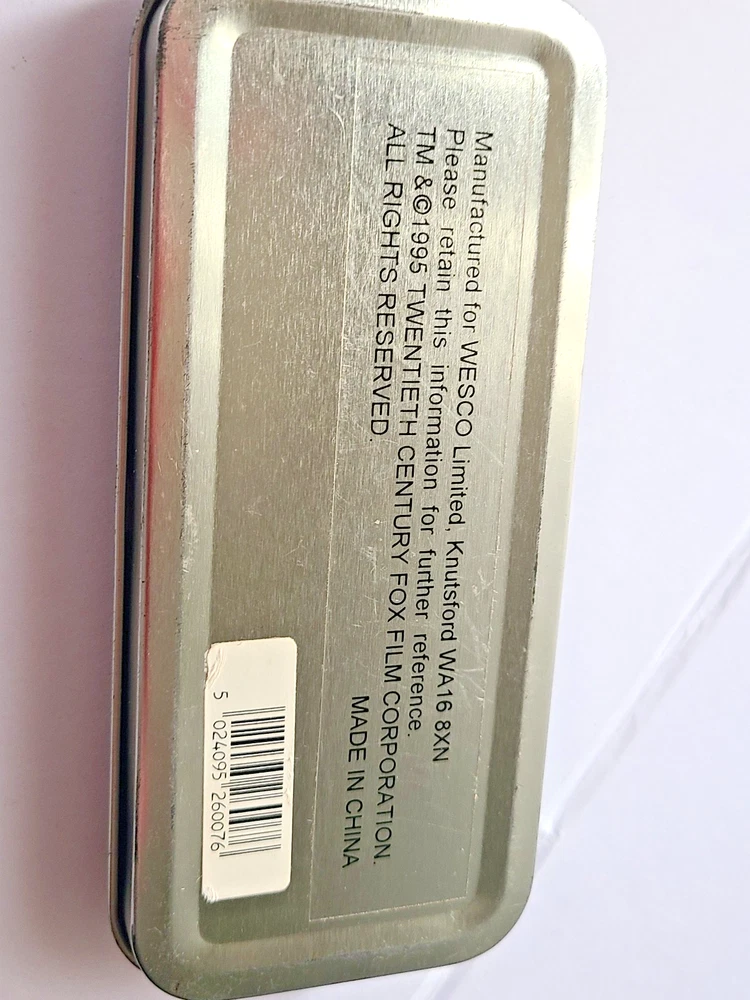 Manufactured for WESCO Limited, Knutsford WA16 8XN
Please retain this information for further reference.
TM &©1995 TWENTIETH CENTURY FOX FILM CORPORATION.
ALL RIGHTS RESERVED.
MADE IN CHINA
5 024095 260076